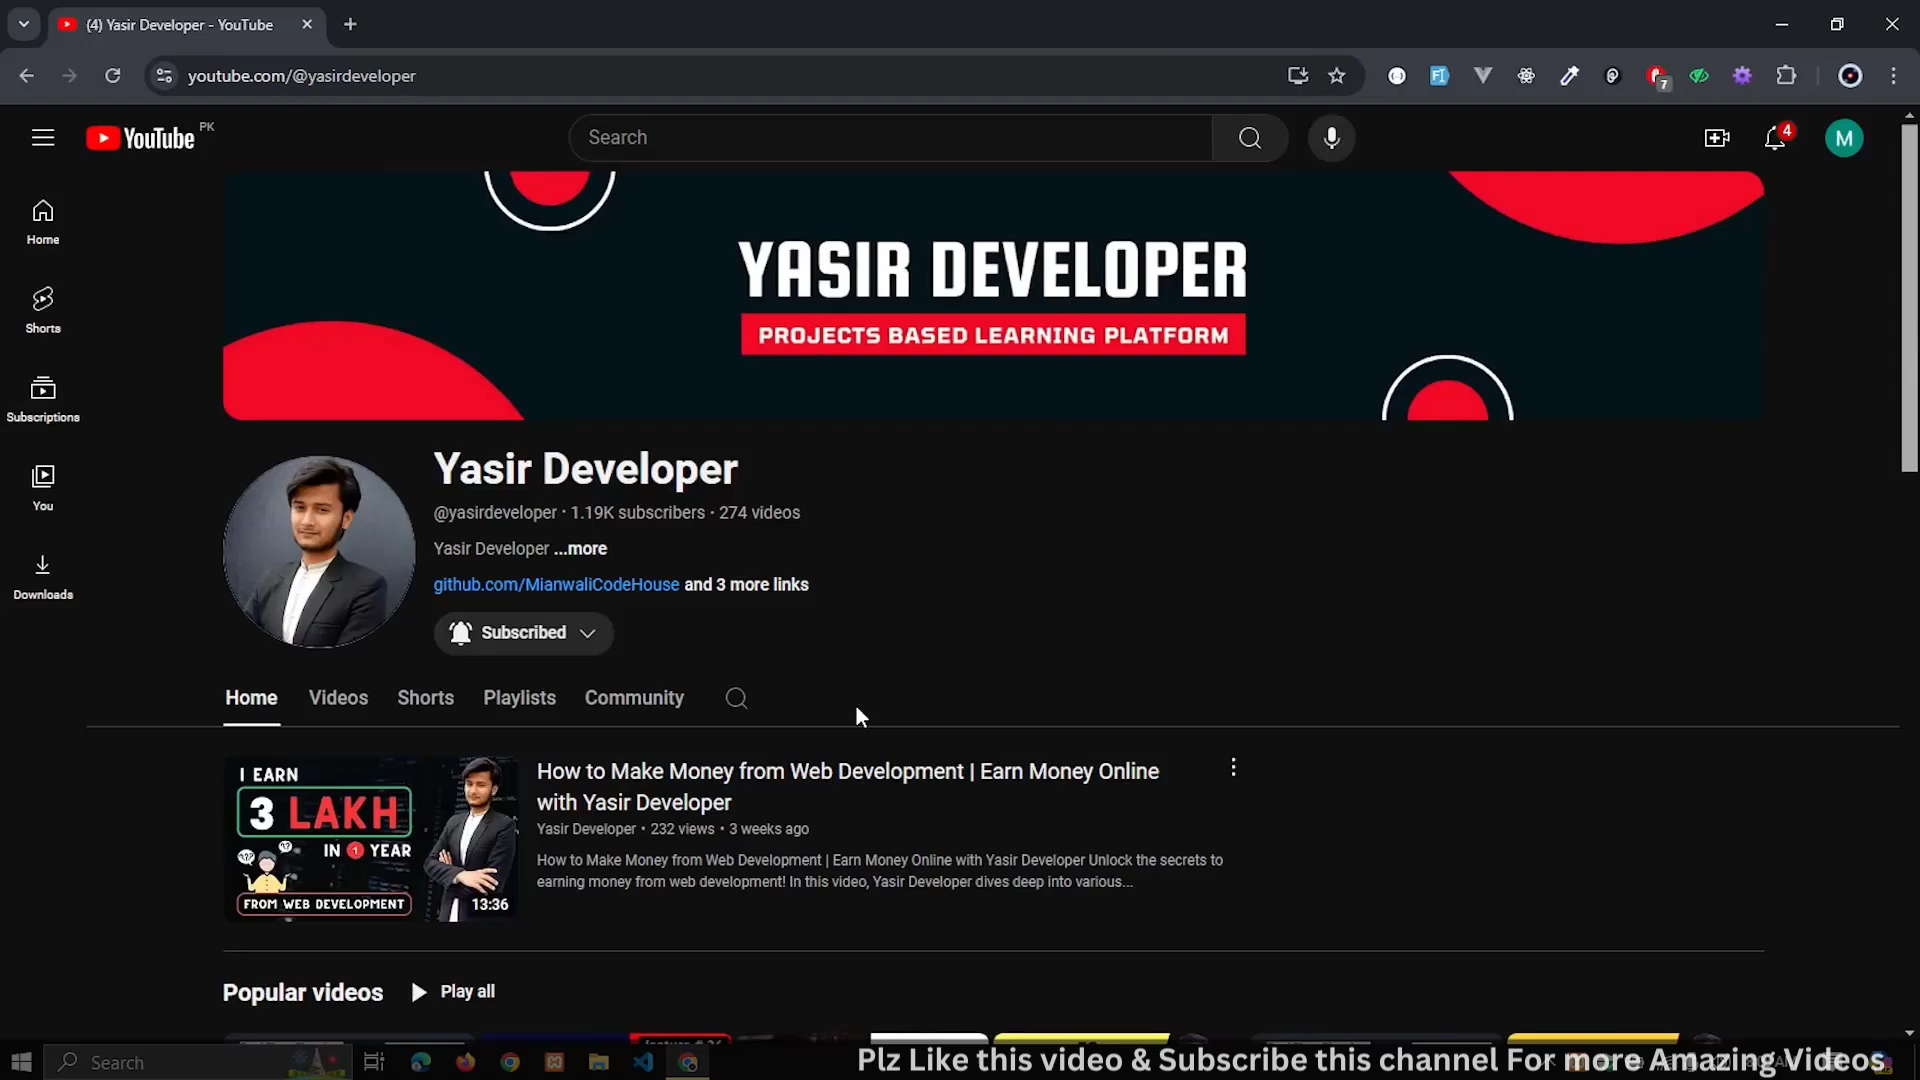 (4) Yasir Developer - YouTube
youtube.com/@yasirdeveloper
7
YouTube PK
Search
4
M
Home
Shorts
Subscriptions
You
Downloads
YASIR DEVELOPER
PROJECTS BASED LEARNING PLATFORM
Yasir Developer
@yasirdeveloper · 1.19K subscribers · 274 videos
Yasir Developer ...more
github.com/MianwaliCodeHouse and 3 more links
Subscribed
Home Videos Shorts Playlists Community
I EARN
3 LAKH
IN 1 YEAR
FROM WEB DEVELOPMENT
13:36
How to Make Money from Web Development | Earn Money Online
with Yasir Developer
Yasir Developer · 232 views · 3 weeks ago
How to Make Money from Web Development | Earn Money Online with Yasir Developer Unlock the secrets to
earning money from web development! In this video, Yasir Developer dives deep into various...
Popular videos Play all
Search
Plz Like this video & Subscribe this channel For more Amazing Videos